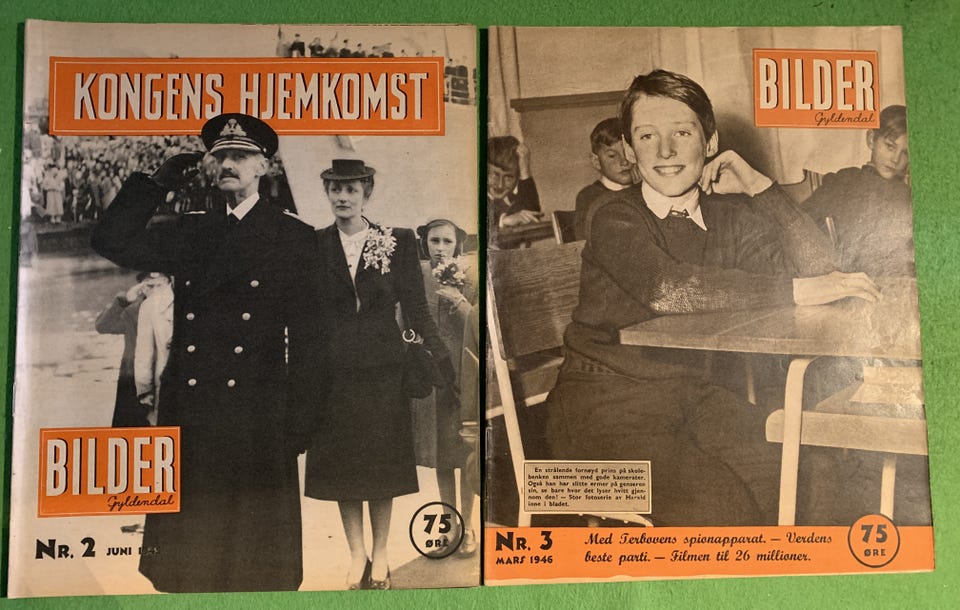 KONGENS HJEMKOMST
BILDER
Gyldendal
NR. 2 JUNI
75
ØRE
BILDER
Gyldendal
En strålende fornøyd prins på skole-
benken sammen med gode kamerater.
Også han har slitte ermer på genseren
sin, se bare hvor det lyser hvitt gjen-
nom den! — Stor fotoserie av Harald
inne i bladet.
NR. 3
MARS 1946
Med Terbovens spionapparat. — Verdens
beste parti. — Filmen til 26 millioner.
75
ØRE